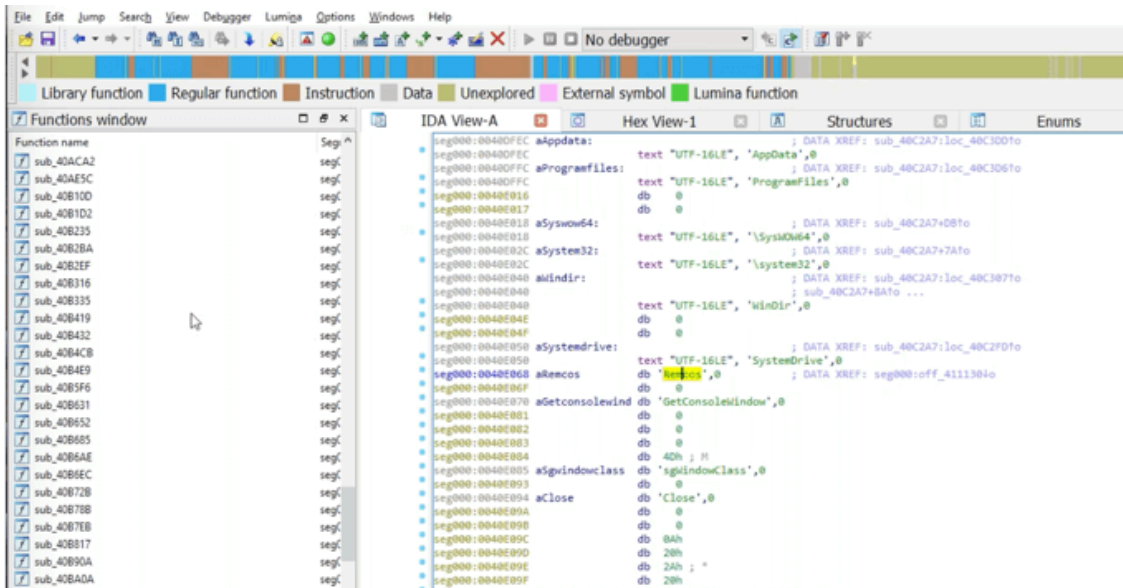 File Edit Jump Search View Debugger Lumina Options Windows Help
No debugger
Library function Regular function Instruction Data Unexplored External symbol Lumina function
Functions window
IDA View-A Hex View-1 Structures Enums
Function name
sub_40ACA2
sub_40AE5C
sub_40B10D
sub_40B1D2
sub_40B235
sub_40B2BA
sub_40B2EF
sub_40B316
sub_40B335
sub_40B419
sub_40B432
sub_40B4CB
sub_40B4E9
sub_40B5F6
sub_40B631
sub_40B652
sub_40B685
sub_40B6AE
sub_40B6EC
sub_40B72B
sub_40B78B
sub_40B7EB
sub_40B817
sub_40B90A
sub_40BA0A
seg000:0040DFEC aAppdata: ; DATA XREF: sub_40C2A7:loc_40C3DD↑o
seg000:0040DFEC text "UTF-16LE", 'AppData',0
seg000:0040DFFC aProgramfiles: ; DATA XREF: sub_40C2A7:loc_40C3D6↑o
seg000:0040DFFC text "UTF-16LE", 'ProgramFiles',0
seg000:0040E016 db 0
seg000:0040E017 db 0
seg000:0040E018 aSyswow64: ; DATA XREF: sub_40C2A7+DB↑o
seg000:0040E018 text "UTF-16LE", '\SysWOW64',0
seg000:0040E02C aSystem32: ; DATA XREF: sub_40C2A7+7A↑o
seg000:0040E02C text "UTF-16LE", '\system32',0
seg000:0040E040 aWindir: ; DATA XREF: sub_40C2A7:loc_40C307↑o
seg000:0040E040 ; sub_40C2A7+8A↑o ...
seg000:0040E040 text "UTF-16LE", 'WinDir',0
seg000:0040E04E db 0
seg000:0040E04F db 0
seg000:0040E050 aSystemdrive: ; DATA XREF: sub_40C2A7:loc_40C2FD↑o
seg000:0040E050 text "UTF-16LE", 'SystemDrive',0
seg000:0040E068 aRemcos db 'Remcos',0 ; DATA XREF: seg000:off_411130↓o
seg000:0040E06F db 0
seg000:0040E070 aGetconsolewind db 'GetConsoleWindow',0
seg000:0040E081 db 0
seg000:0040E082 db 0
seg000:0040E083 db 0
seg000:0040E084 db 4Dh ; M
seg000:0040E085 aSgwindowclass db 'sgWindowClass',0
seg000:0040E093 db 0
seg000:0040E094 aClose db 'Close',0
seg000:0040E09A db 0
seg000:0040E09B db 0
seg000:0040E09C db 0Ah
seg000:0040E09D db 20h
seg000:0040E09E db 2Ah ; *
seg000:0040E09F db 20h